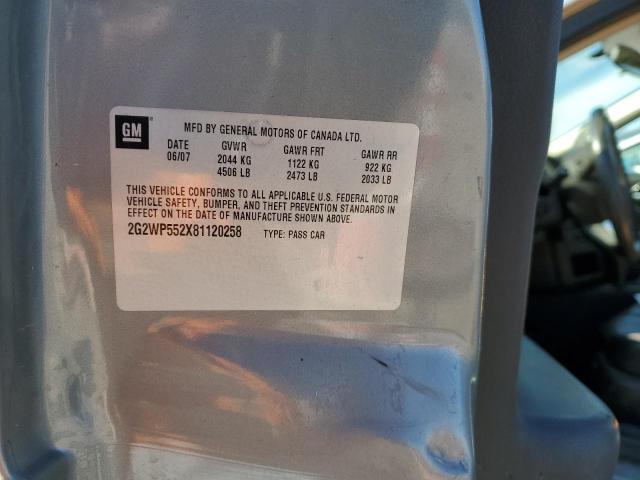 GM
MFD BY GENERAL MOTORS OF CANADA LTD.
DATE GVWR GAWR FRT GAWR RR
06/07 2044 KG 1122 KG 922 KG
4506 LB 2473 LB 2033 LB
THIS VEHICLE CONFORMS TO ALL APPLICABLE U.S. FEDERAL MOTOR
VEHICLE SAFETY, BUMPER, AND THEFT PREVENTION STANDARDS IN
EFFECT ON THE DATE OF MANUFACTURE SHOWN ABOVE.
2G2WP552X81120258 TYPE: PASS CAR